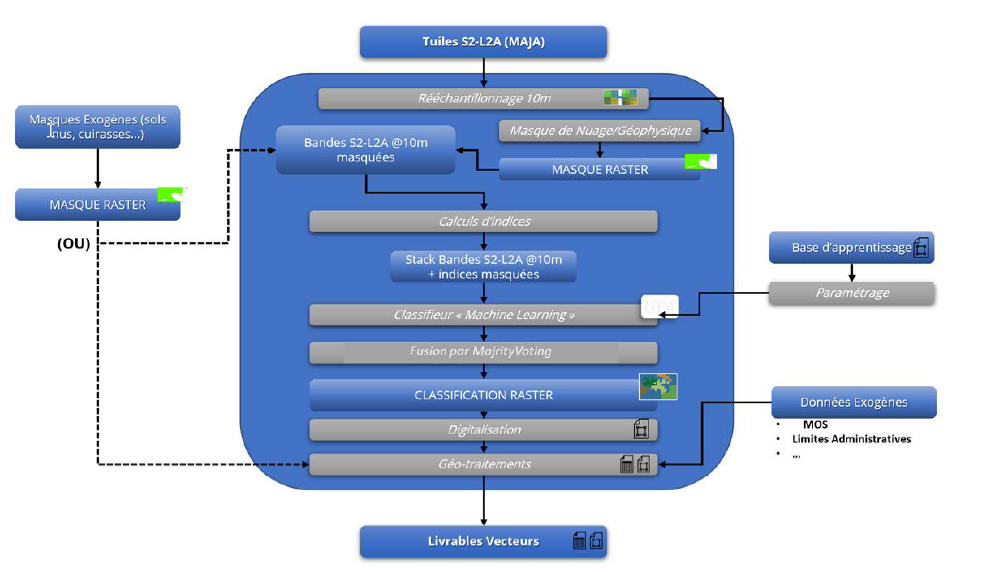 Tuiles S2-L2A (MAJA)
Rééchantillonnage 10m
Masques Exogènes (sols
nus, cuirasses...)
Masque de Nuage/Géophysique
Bandes S2-L2A @10m
masquées
MASQUE RASTER
MASQUE RASTER
(OU)
Calculs d'indices
Base d'apprentissage
Stack Bandes S2-L2A @10m
+ indices masquées
Paramétrage
Classifieur « Machine Learning »
Fusion par MajrityVoting
CLASSIFICATION RASTER
Données Exogènes
• MOS
• Limites Administratives
• ...
Digitalisation
Géo-traitements
Livrables Vecteurs